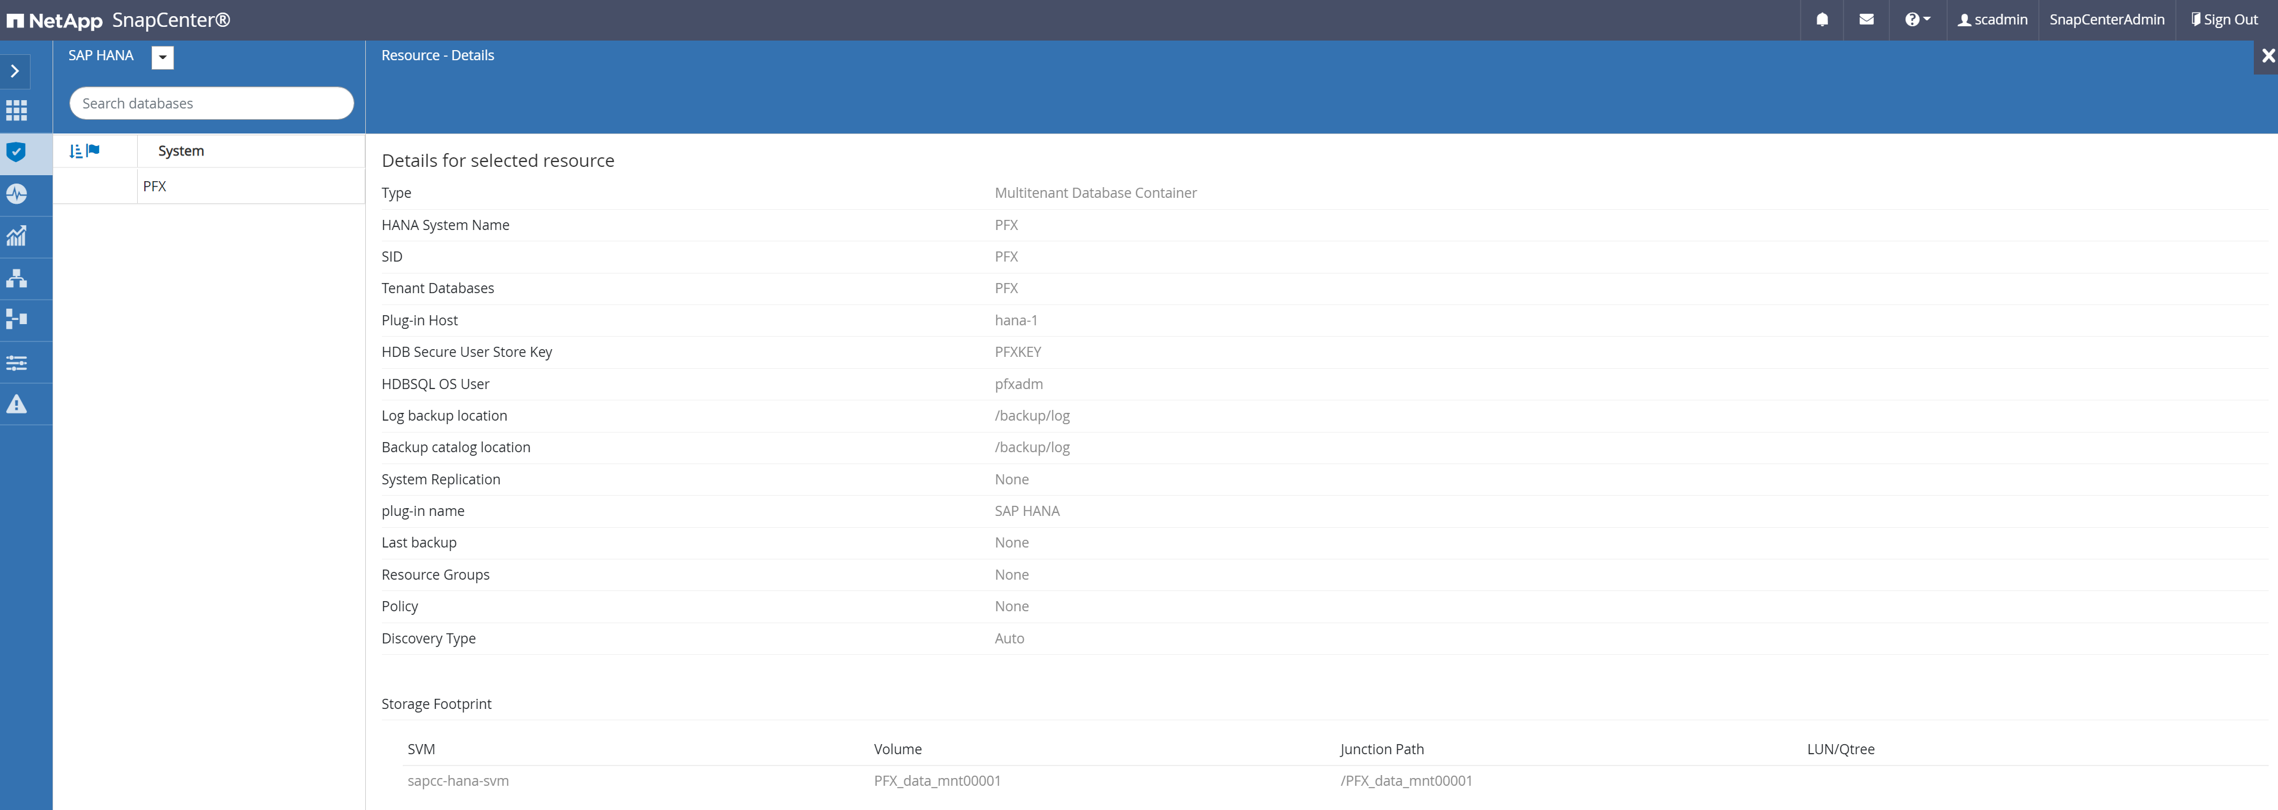 NetApp SnapCenter®
scadmin
SnapCenterAdmin
Sign Out
SAP HANA
Resource - Details
Search databases
System
PFX
Details for selected resource
Type Multitenant Database Container
HANA System Name PFX
SID PFX
Tenant Databases PFX
Plug-in Host hana-1
HDB Secure User Store Key PFXKEY
HDBSQL OS User pfxadm
Log backup location /backup/log
Backup catalog location /backup/log
System Replication None
plug-in name SAP HANA
Last backup None
Resource Groups None
Policy None
Discovery Type Auto
Storage Footprint
SVM Volume Junction Path LUN/Qtree
sapcc-hana-svm PFX_data_mnt00001 /PFX_data_mnt00001